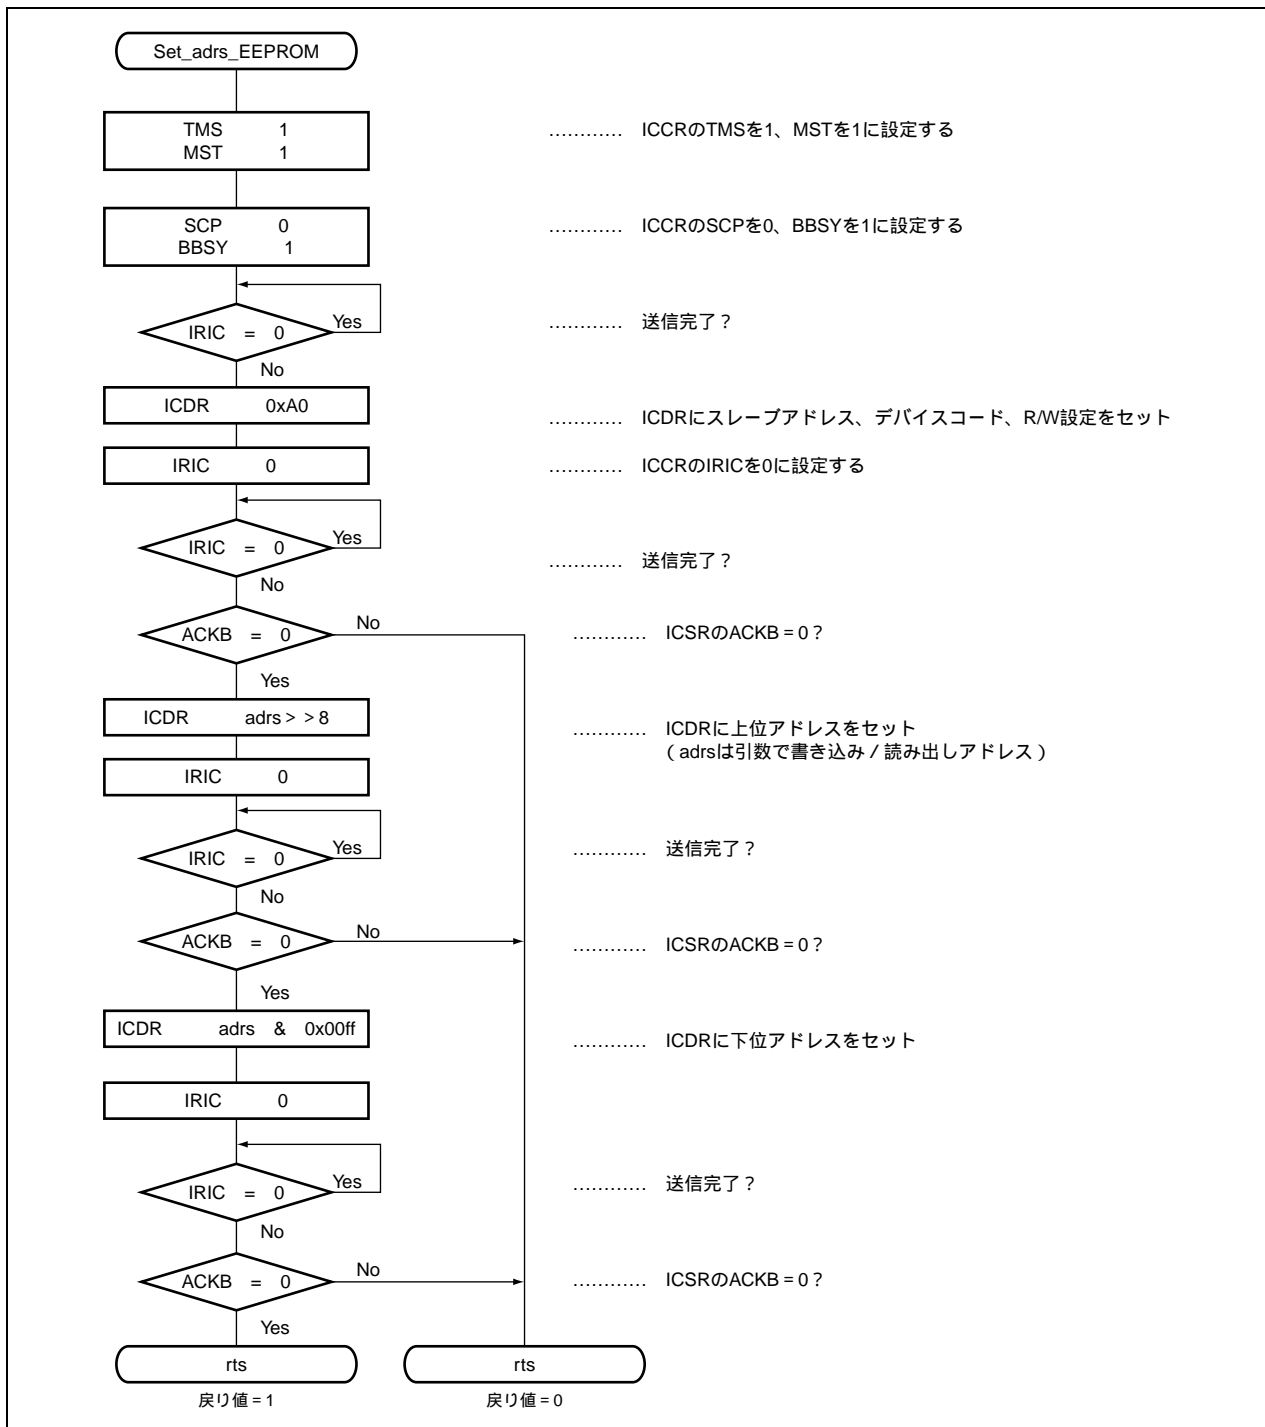 Set_adrs_EEPROM
TMS 1 ………… ICCRのTMSを1、MSTを1に設定する
MST 1
SCP 0 ………… ICCRのSCPを0、BBSYを1に設定する
BBSY 1
IRIC = 0 Yes ………… 送信完了？
No
ICDR 0xA0 ………… ICDRにスレーブアドレス、デバイスコード、R/W設定をセット
IRIC 0 ………… ICCRのIRICを0に設定する
IRIC = 0 Yes ………… 送信完了？
No
ACKB = 0 No ………… ICSRのACKB = 0？
Yes
ICDR adrs＞＞8 ………… ICDRに上位アドレスをセット
（adrsは引数で書き込み / 読み出しアドレス）
IRIC 0
IRIC = 0 Yes ………… 送信完了？
No
ACKB = 0 No ………… ICSRのACKB = 0？
Yes
ICDR adrs & 0x00ff ………… ICDRに下位アドレスをセット
IRIC 0
IRIC = 0 Yes ………… 送信完了？
No
ACKB = 0 No ………… ICSRのACKB = 0？
Yes
rts rts
戻り値 = 1 戻り値 = 0